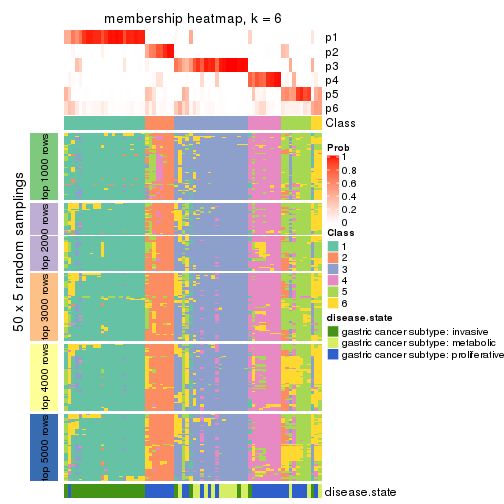 membership heatmap, k = 6
p1
p2
p3
p4
p5
p6
Class
50 x 5 random samplings
top 1000 rows
top 2000 rows
top 3000 rows
top 4000 rows
top 5000 rows
Prob
1
0.8
0.6
0.4
0.2
0
Class
1
2
3
4
5
6
disease.state
gastric cancer subtype: invasive
gastric cancer subtype: metabolic
gastric cancer subtype: proliferative
disease.state